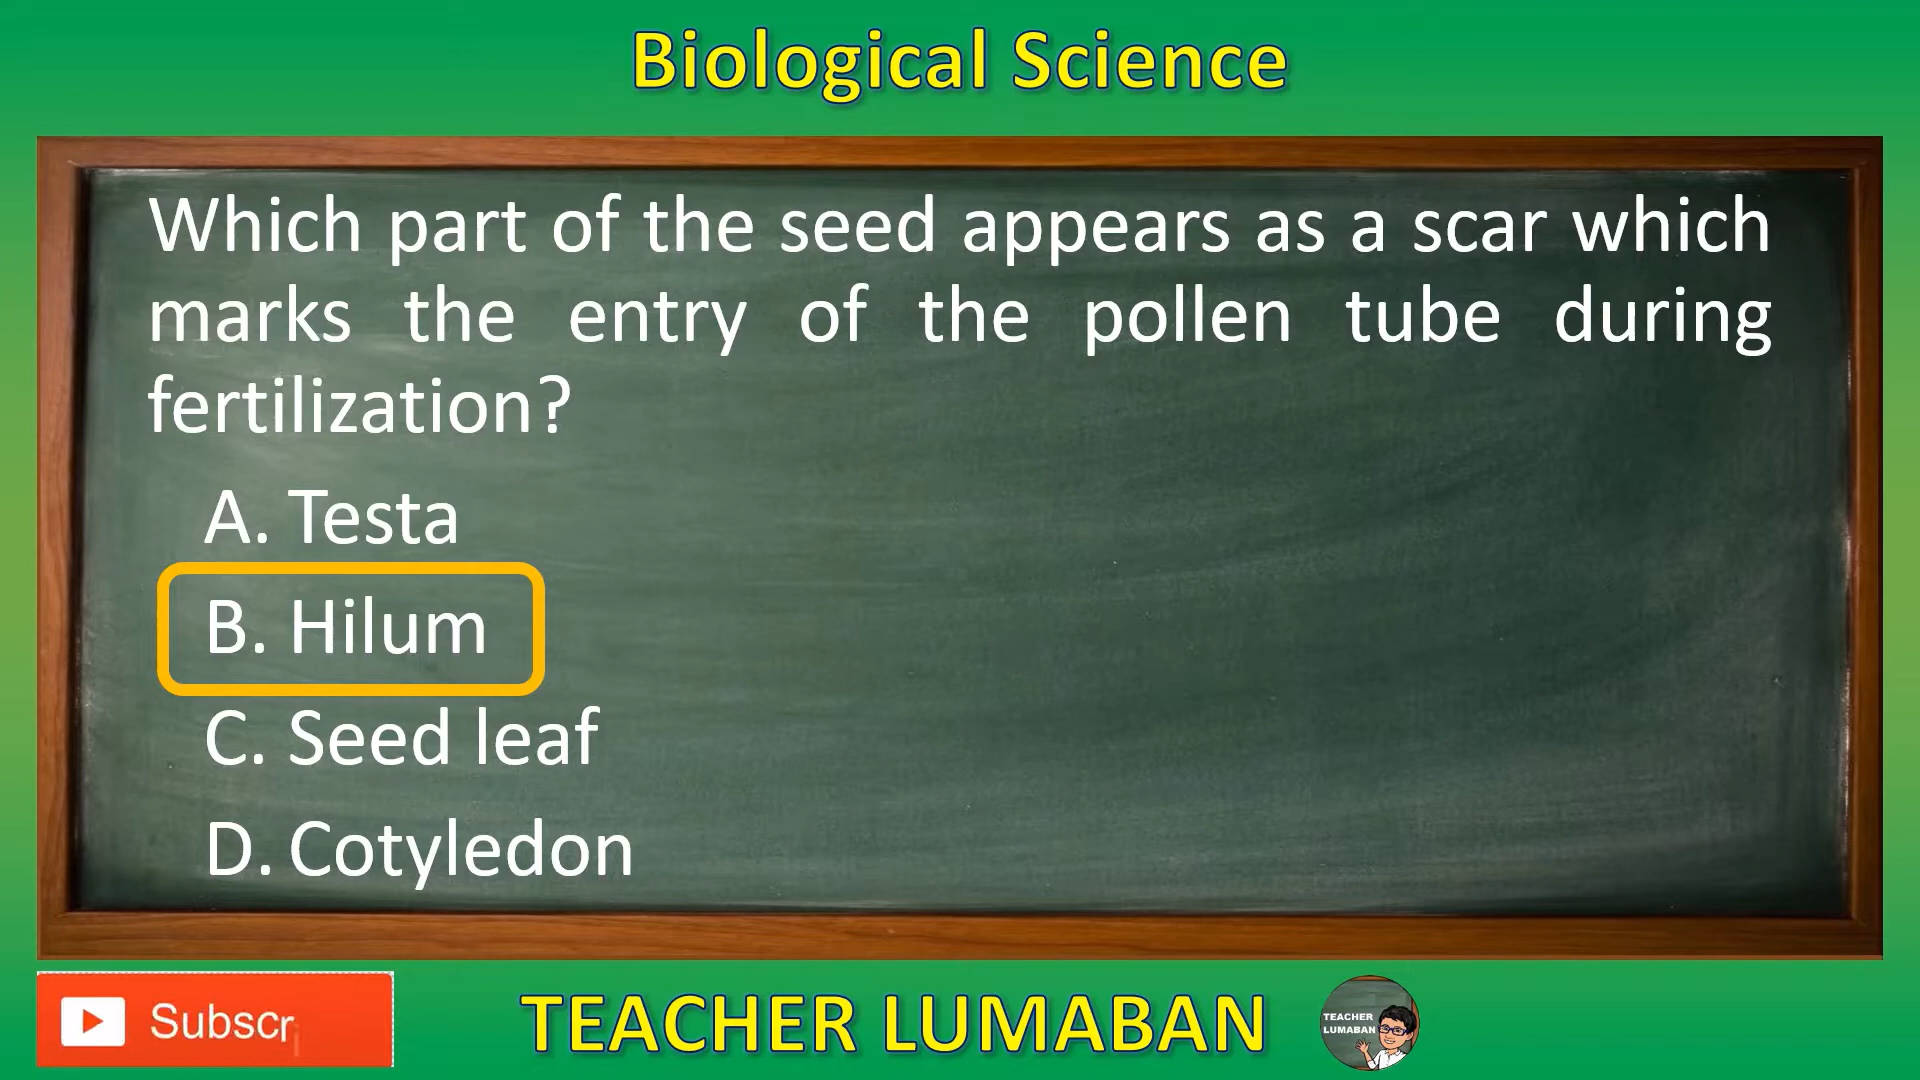 Biological Science
Which part of the seed appears as a scar which
marks the entry of the pollen tube during
fertilization?
A. Testa
B. Hilum
C. Seed leaf
D. Cotyledon
Subscr
TEACHER LUMABAN
TEACHER
LUMABAN